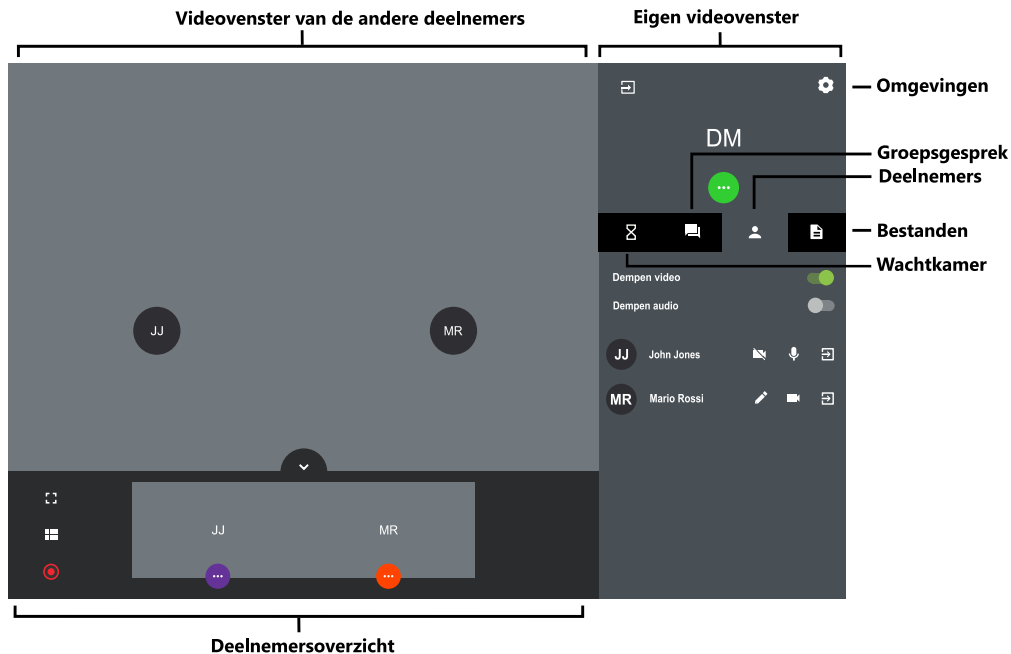 Videovenster van de andere deelnemers
Eigen videovenster
Omgevingen
DM
Groepsgesprek
Deelnemers
Bestanden
Wachtkamer
Dempen video
Dempen audio
JJ
MR
JJ John Jones
MR Mario Rossi
JJ
MR
Deelnemersoverzicht